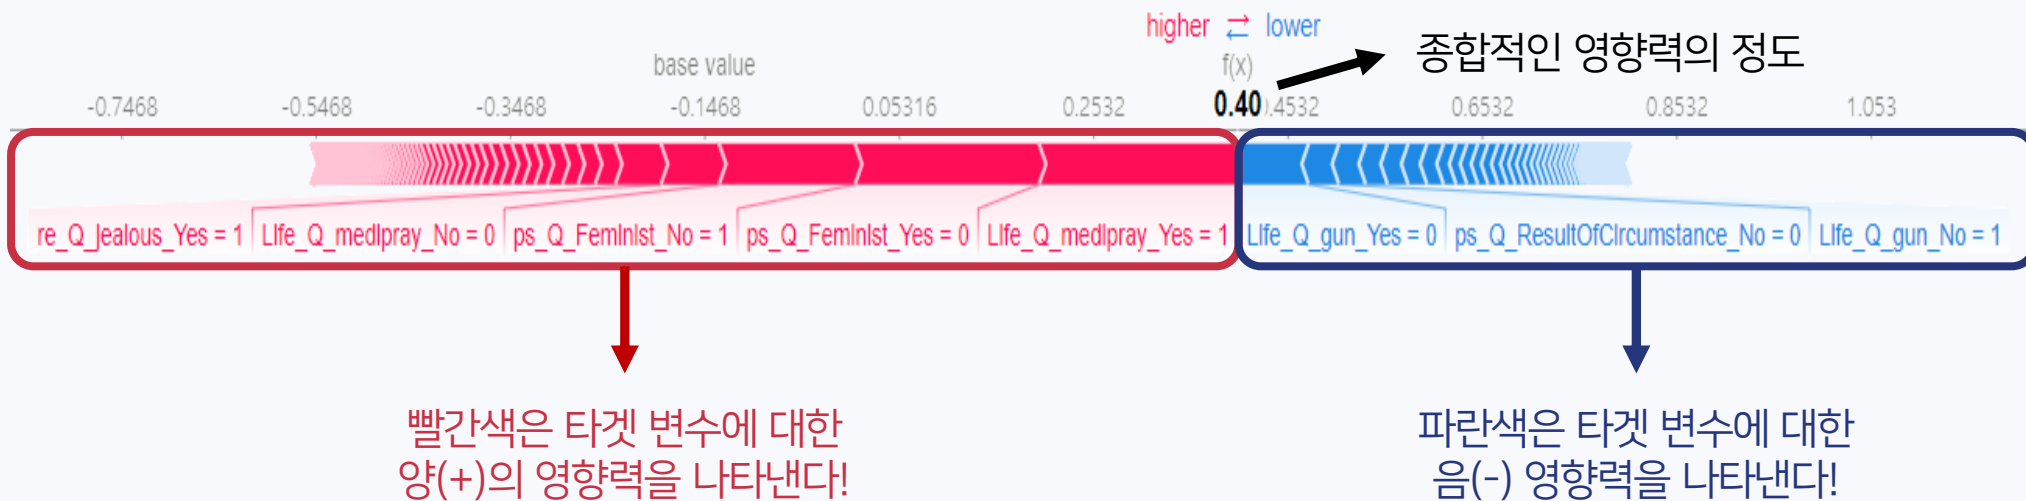 higher ⇄ lower
종합적인 영향력의 정도
base value
f(x)
-0.7468 -0.5468 -0.3468 -0.1468 0.05316 0.2532 0.40 0.4532 0.6532 0.8532 1.053
re_Q_Jealous_Yes = 1 LIfe_Q_medIpray_No = 0 ps_Q_FemInIst_No = 1 ps_Q_FemInIst_Yes = 0 LIfe_Q_medIpray_Yes = 1 LIfe_Q_gun_Yes = 0 ps_Q_ResultOfCIrcumstance_No = 0 LIfe_Q_gun_No = 1
빨간색은 타겟 변수에 대한
양(+)의 영향력을 나타낸다!
파란색은 타겟 변수에 대한
음(-) 영향력을 나타낸다!